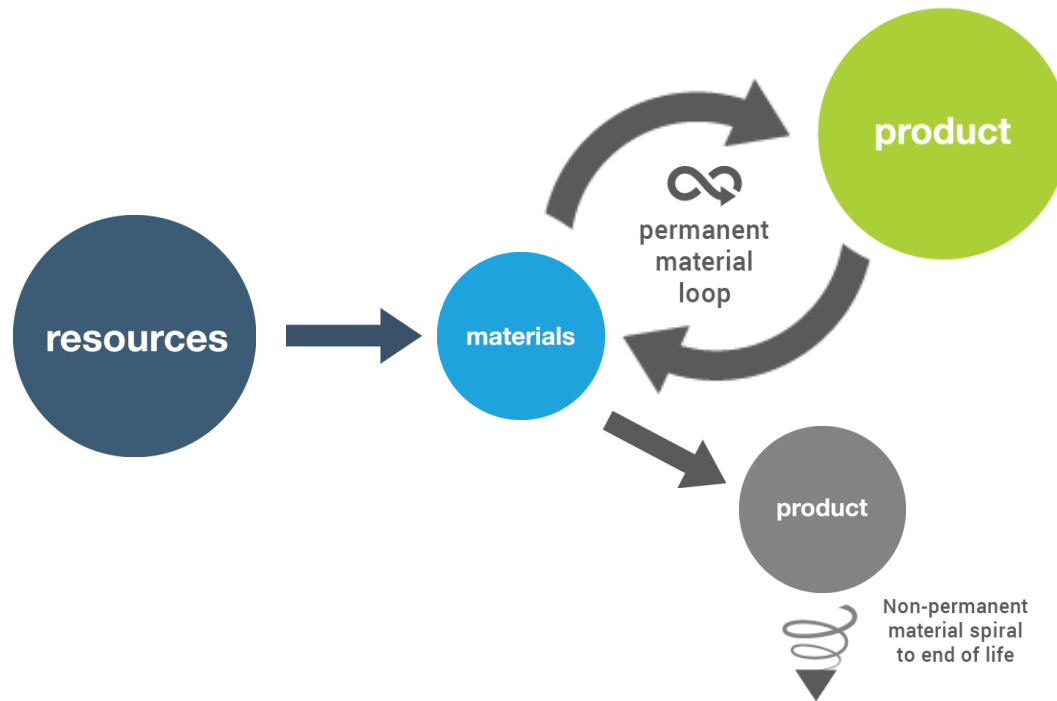 product
permanent
material
loop
resources
materials
product
Non-permanent
material spiral
to end of life